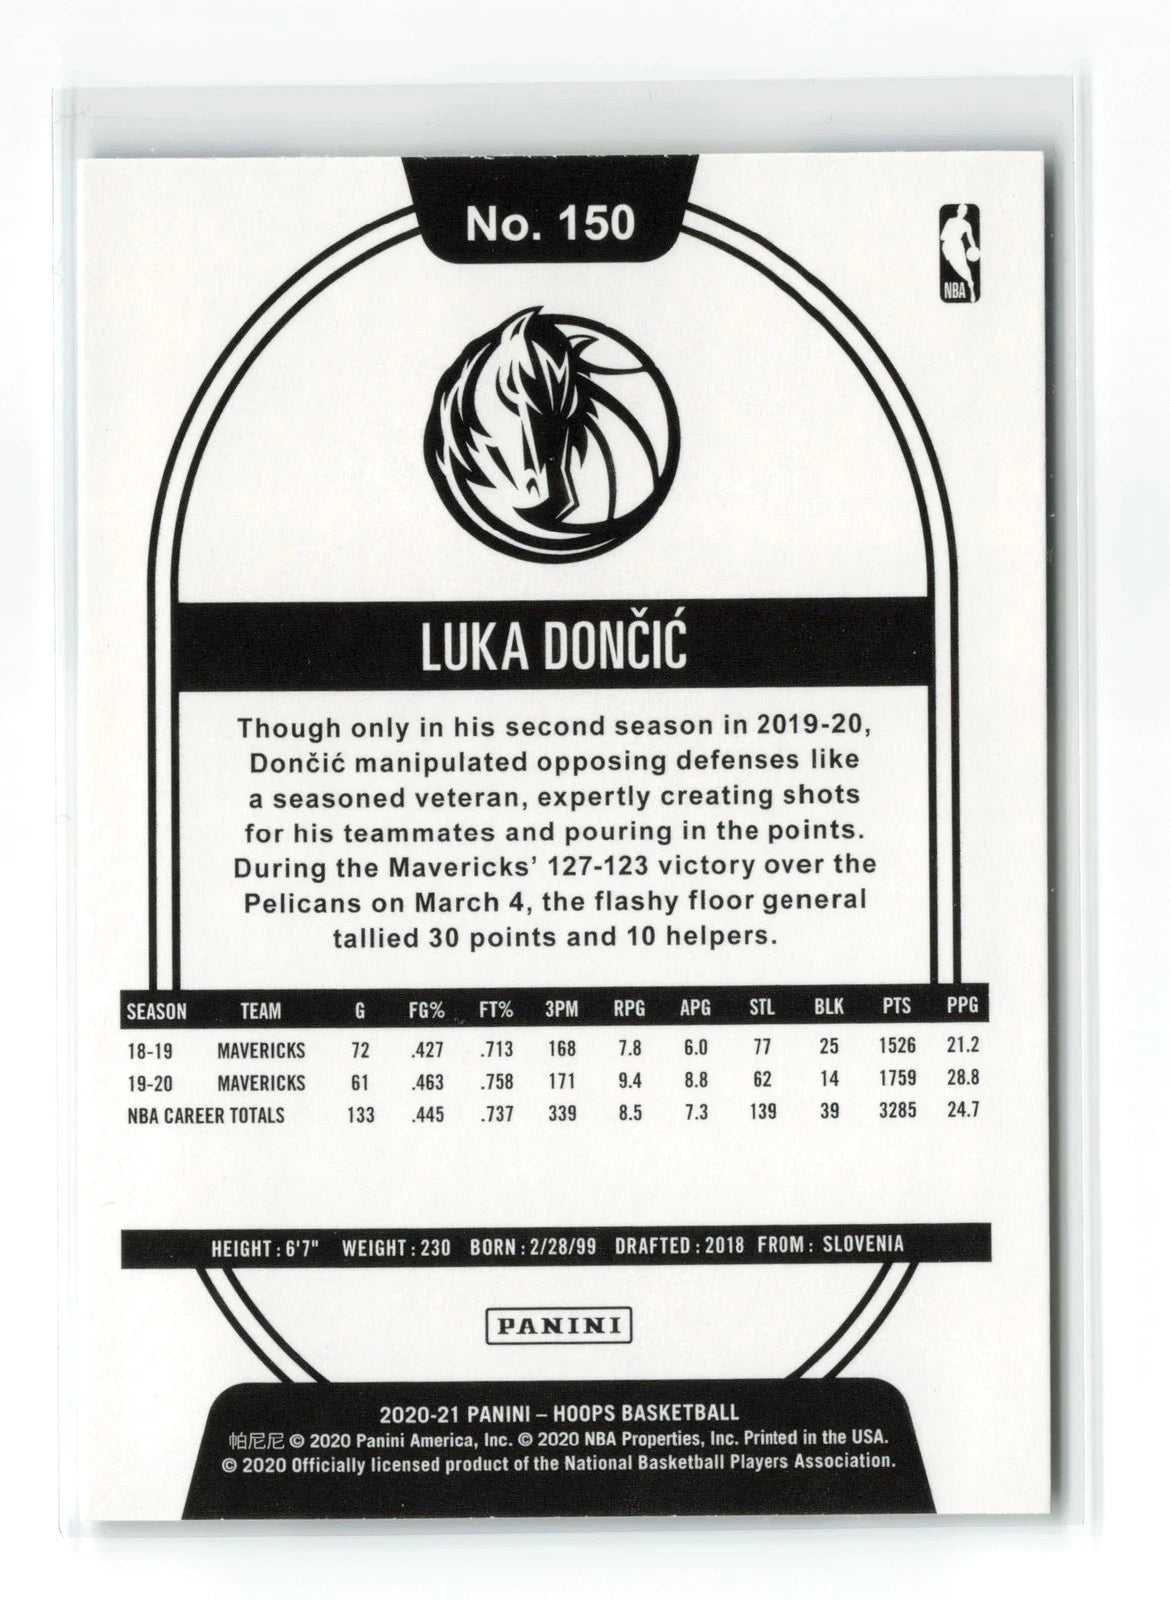 No. 150
NBA
LUKA DONČIĆ
Though only in his second season in 2019-20,
Dončić manipulated opposing defenses like
a seasoned veteran, expertly creating shots
for his teammates and pouring in the points.
During the Mavericks’ 127-123 victory over the
Pelicans on March 4, the flashy floor general
tallied 30 points and 10 helpers.
SEASON TEAM G FG% FT% 3PM RPG APG STL BLK PTS PPG
18-19 MAVERICKS 72 .427 .713 168 7.8 6.0 77 25 1526 21.2
19-20 MAVERICKS 61 .463 .758 171 9.4 8.8 62 14 1759 28.8
NBA CAREER TOTALS 133 .445 .737 339 8.5 7.3 139 39 3285 24.7
HEIGHT: 6'7" WEIGHT: 230 BORN: 2/28/99 DRAFTED: 2018 FROM: SLOVENIA
PANINI
2020-21 PANINI – HOOPS BASKETBALL
帕尼尼 © 2020 Panini America, Inc. © 2020 NBA Properties, Inc. Printed in the USA.
© 2020 Officially licensed product of the National Basketball Players Association.